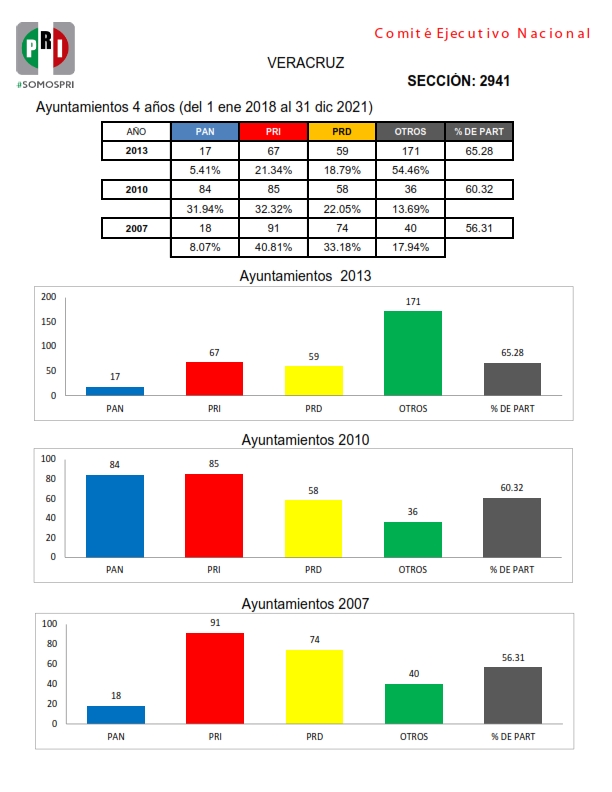 Comité Ejecutivo Nacional
PRI
#SOMOSPRI
VERACRUZ
SECCIÓN: 2941
Ayuntamientos 4 años (del 1 ene 2018 al 31 dic 2021)
AÑO PAN PRI PRD OTROS % DE PART
2013 17 67 59 171 65.28
5.41% 21.34% 18.79% 54.46%
2010 84 85 58 36 60.32
31.94% 32.32% 22.05% 13.69%
2007 18 91 74 40 56.31
8.07% 40.81% 33.18% 17.94%
Ayuntamientos 2013
200
150
100
50
0
17 67 59 171 65.28
PAN PRI PRD OTROS % DE PART
Ayuntamientos 2010
100
80
60
40
20
0
84 85 58 36 60.32
PAN PRI PRD OTROS % DE PART
Ayuntamientos 2007
100
80
60
40
20
0
18 91 74 40 56.31
PAN PRI PRD OTROS % DE PART